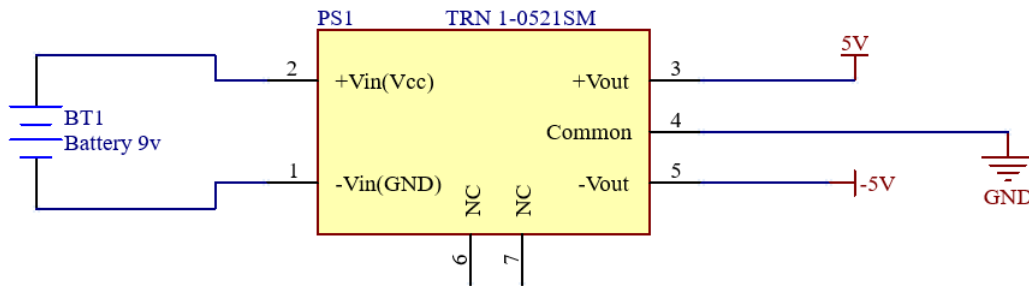 PS1 TRN 1-0521SM
2 +Vin(Vcc) +Vout 3 5V
BT1
Battery 9v
Common 4
1 -Vin(GND) -Vout 5 -5V
GND
NC NC
6 7